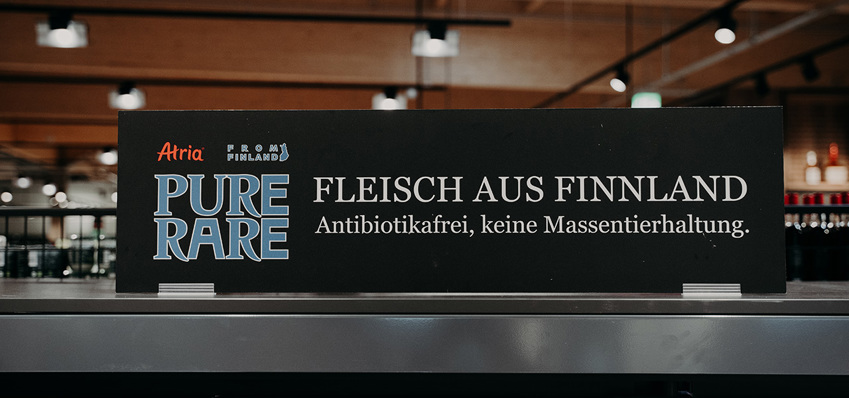 Atria
FROM
FINLAND
PURE
RARE
FLEISCH AUS FINNLAND
Antibiotikafrei, keine Massentierhaltung.